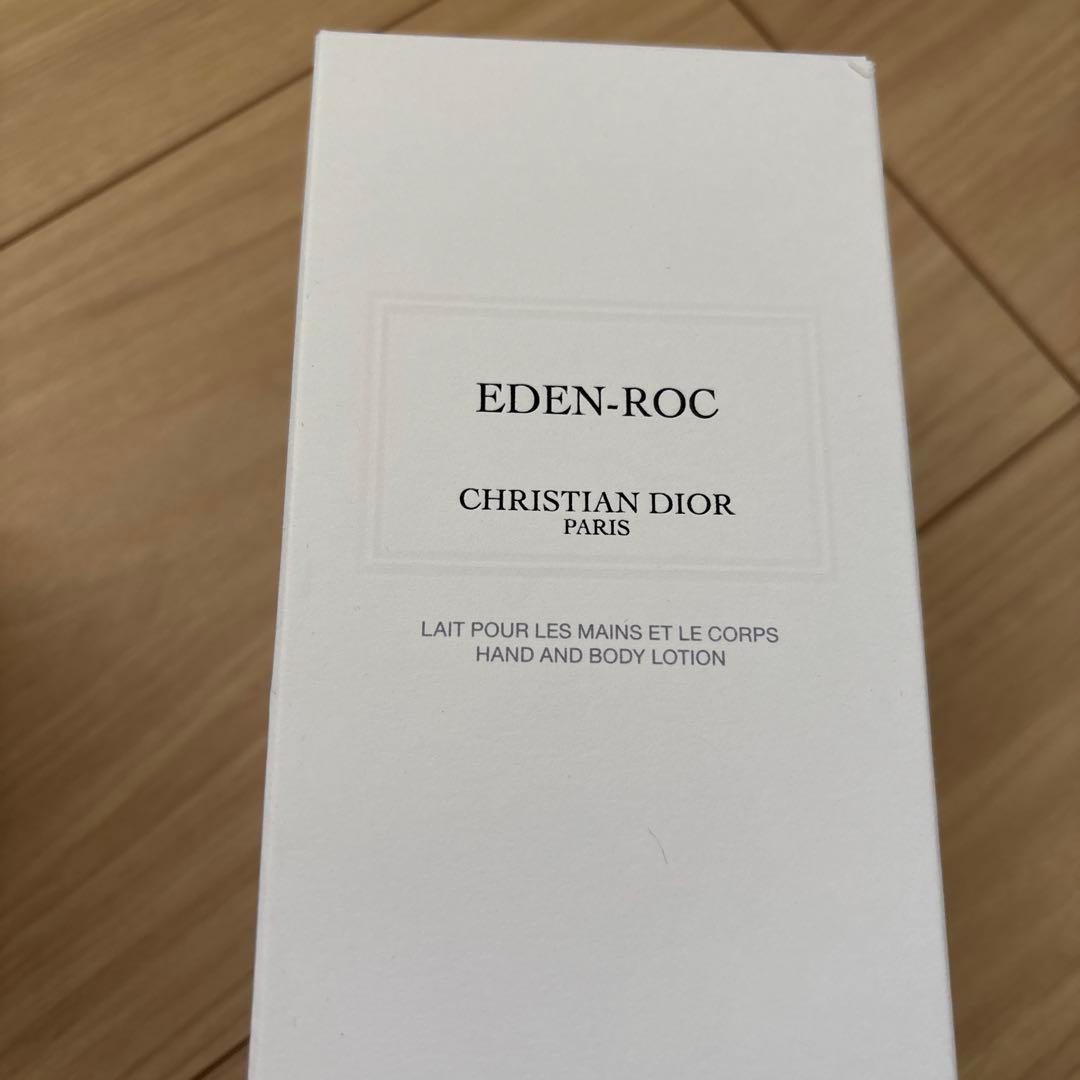 EDEN-ROC
CHRISTIAN DIOR
PARIS
LAIT POUR LES MAINS ET LE CORPS
HAND AND BODY LOTION